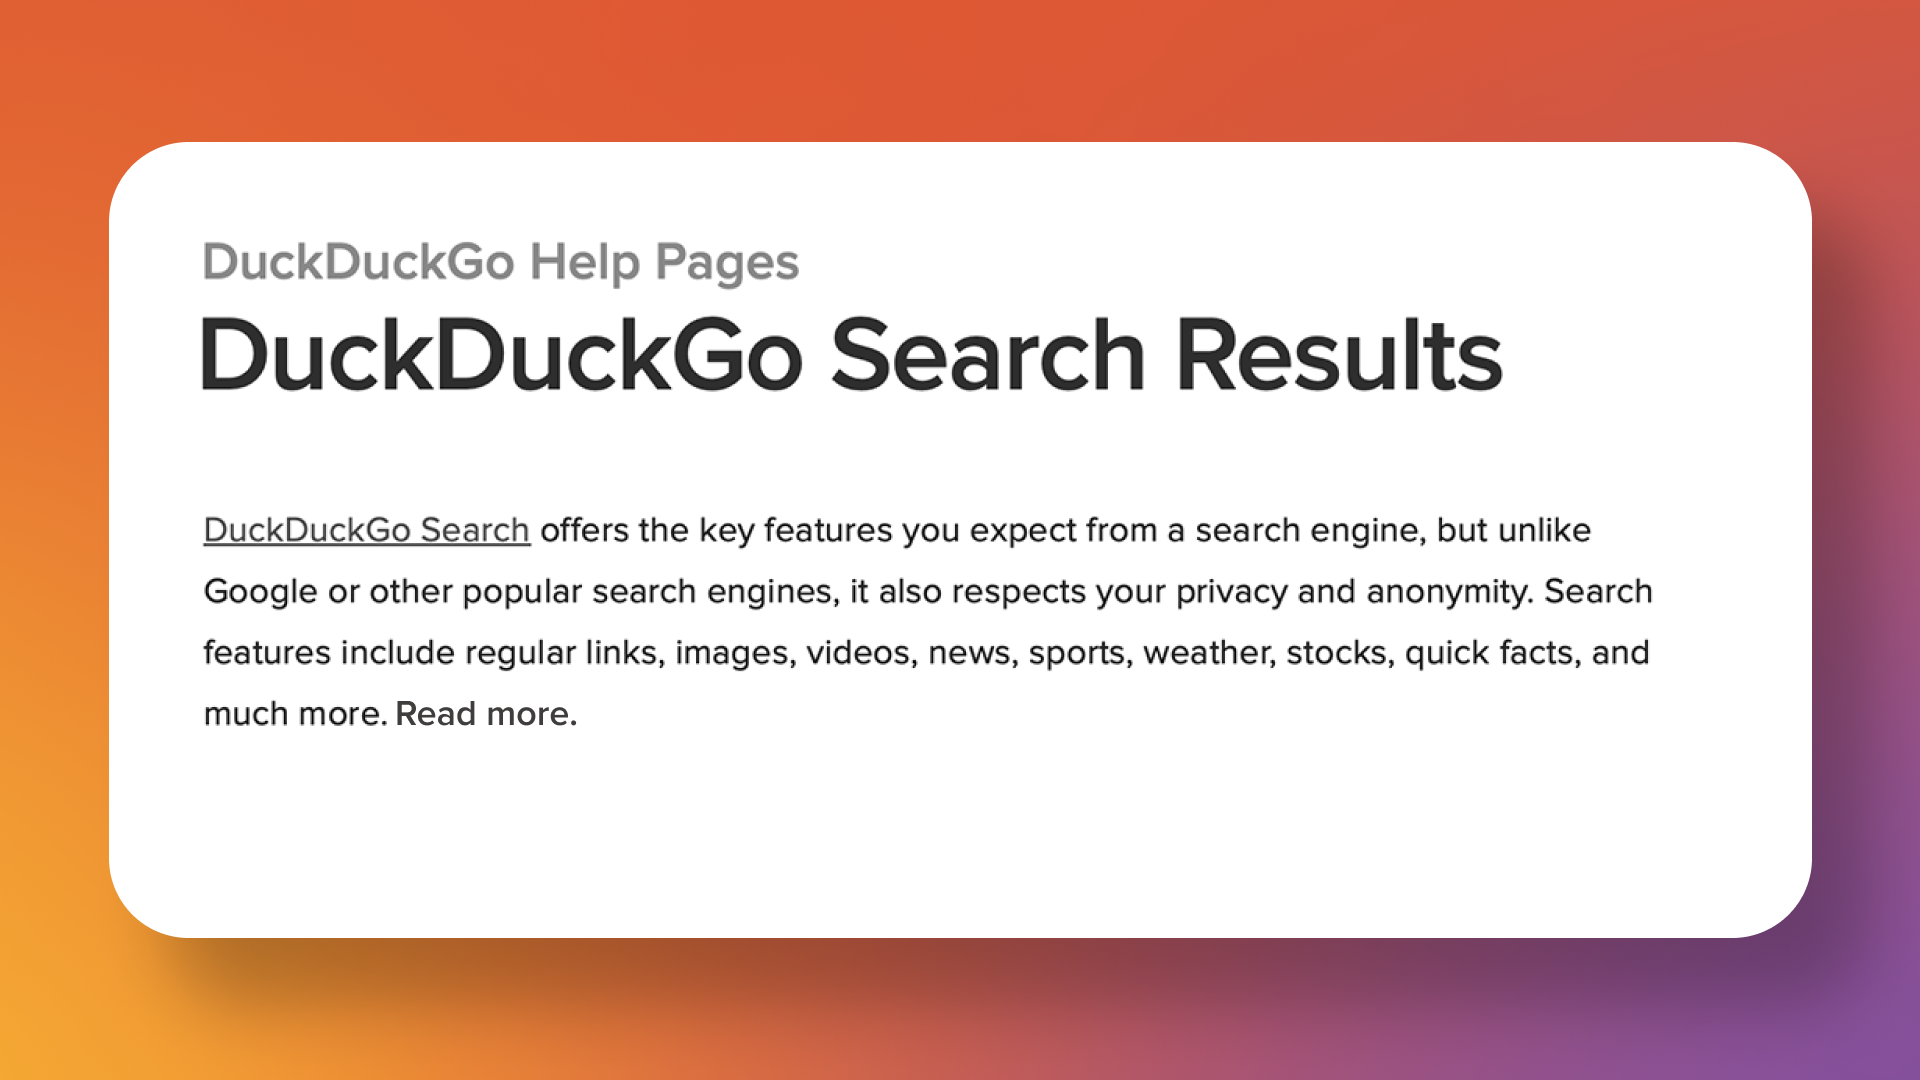 DuckDuckGo Help Pages
DuckDuckGo Search Results
DuckDuckGo Search offers the key features you expect from a search engine, but unlike
Google or other popular search engines, it also respects your privacy and anonymity. Search
features include regular links, images, videos, news, sports, weather, stocks, quick facts, and
much more. Read more.